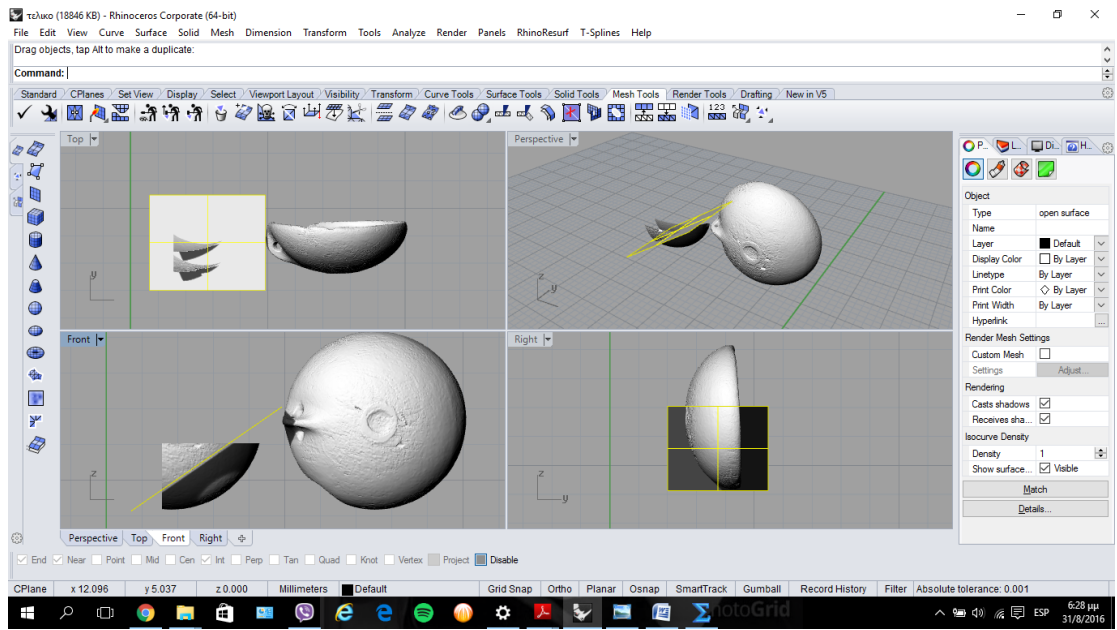 τελικο (18846 KB) - Rhinoceros Corporate (64-bit)
File Edit View Curve Surface Solid Mesh Dimension Transform Tools Analyze Render Panels RhinoResurf T-Splines Help
Drag objects, tap Alt to make a duplicate:
Command:
Standard CPlanes Set View Display Select Viewport Layout Visibility Transform Curve Tools Surface Tools Solid Tools Mesh Tools Render Tools Drafting New in V5
123
Top
Perspective
P... L... Di... H...
Object
Type open surface
Name
Layer Default
Display Color By Layer
Linetype By Layer
Print Color By Layer
Print Width By Layer
Hyperlink ...
Render Mesh Settings
Custom Mesh
Settings Adjust...
Rendering
Casts shadows
Receives sha...
Isocurve Density
Density 1
Show surface... Visible
Match
Details...
y
z
y
Front
Right
z
z
y
Perspective Top Front Right
End Near Point Mid Cen Int Perp Tan Quad Knot Vertex Project Disable
CPlane x 12.096 y 5.037 z 0.000 Millimeters Default Grid Snap Ortho Planar Osnap SmartTrack Gumball Record History Filter Absolute tolerance: 0.001
otoGrid
ESP
6:28 μμ
31/8/2016